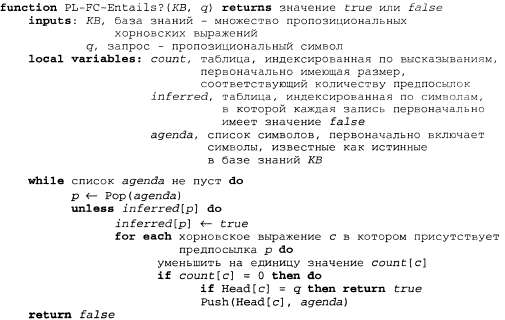 function PL-FC-Entails?(KB, q) returns значение true или false
inputs: KB, база знаний - множество пропозициональных
хорновских выражений
q, запрос - пропозициональный символ
local variables: count, таблица, индексированная по высказываниям,
первоначально имеющая размер,
соответствующий количеству предпосылок
inferred, таблица, индексированная по символам,
в которой каждая запись первоначально
имеет значение false
agenda, список символов, первоначально включает
символы, известные как истинные
в базе знаний KB
while список agenda не пуст do
p ← Pop(agenda)
unless inferred[p] do
inferred[p] ← true
for each хорновское выражение c в котором присутствует
предпосылка p do
уменьшить на единицу значение count[c]
if count[c] = 0 then do
if Head[c] = q then return true
Push(Head[c], agenda)
return false